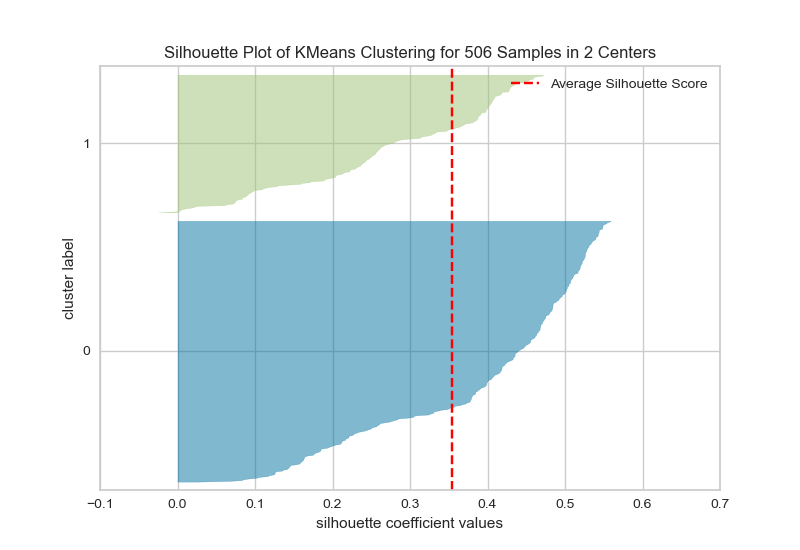 Silhouette Plot of KMeans Clustering for 506 Samples in 2 Centers
Average Silhouette Score
1
0
cluster label
−0.1 0.0 0.1 0.2 0.3 0.4 0.5 0.6 0.7
silhouette coefficient values